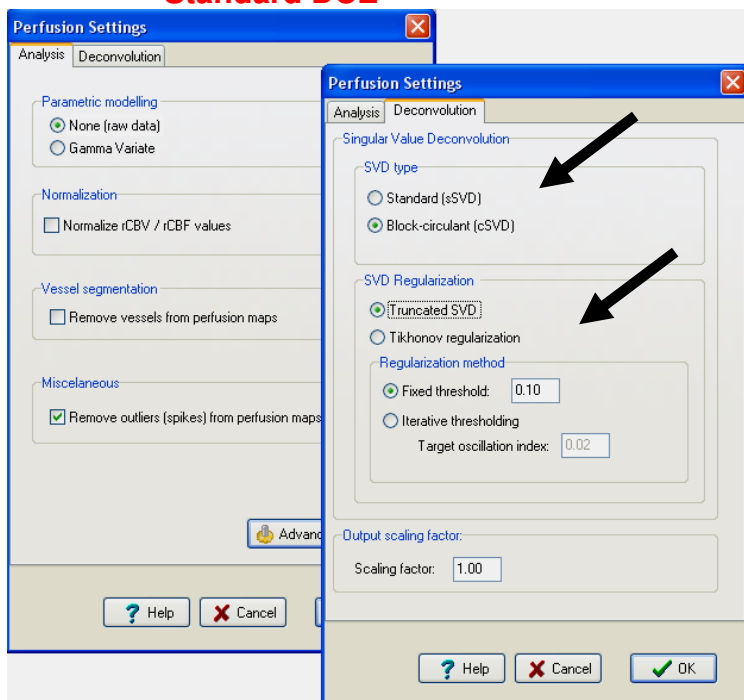 Perfusion Settings
Analysis
Deconvolution
Parametric modelling
None (raw data)
Gamma Variate
Normalization
Normalize rCBV / rCBF values
Vessel segmentation
Remove vessels from perfusion maps
Miscellaneous
Remove outliers (spikes) from perfusion maps
Advanc
Help
Cancel
Perfusion Settings
Analysis
Deconvolution
Singular Value Deconvolution
SVD type
Standard (sSVD)
Block-circulant (cSVD)
SVD Regularization
Truncated SVD
Tikhonov regularization
Regularization method
Fixed threshold: 0.10
Iterative thresholding
Target oscillation index: 0.02
Output scaling factor:
Scaling factor: 1.00
Help
Cancel
OK